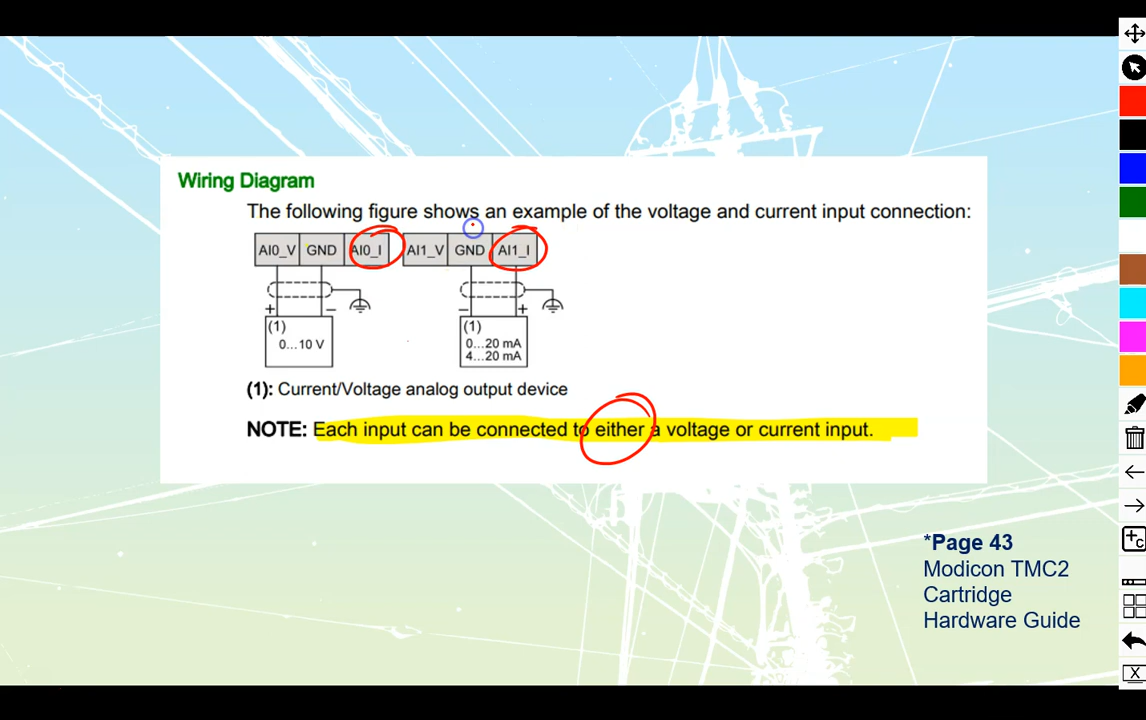 Wiring Diagram
The following figure shows an example of the voltage and current input connection:
AI0_V GND AI0_I AI1_V GND AI1_I
+ − − +
(1) (1)
0...10 V 0...20 mA
4...20 mA
(1): Current/Voltage analog output device
NOTE: Each input can be connected to either a voltage or current input.
*Page 43
Modicon TMC2
Cartridge
Hardware Guide
+c
X